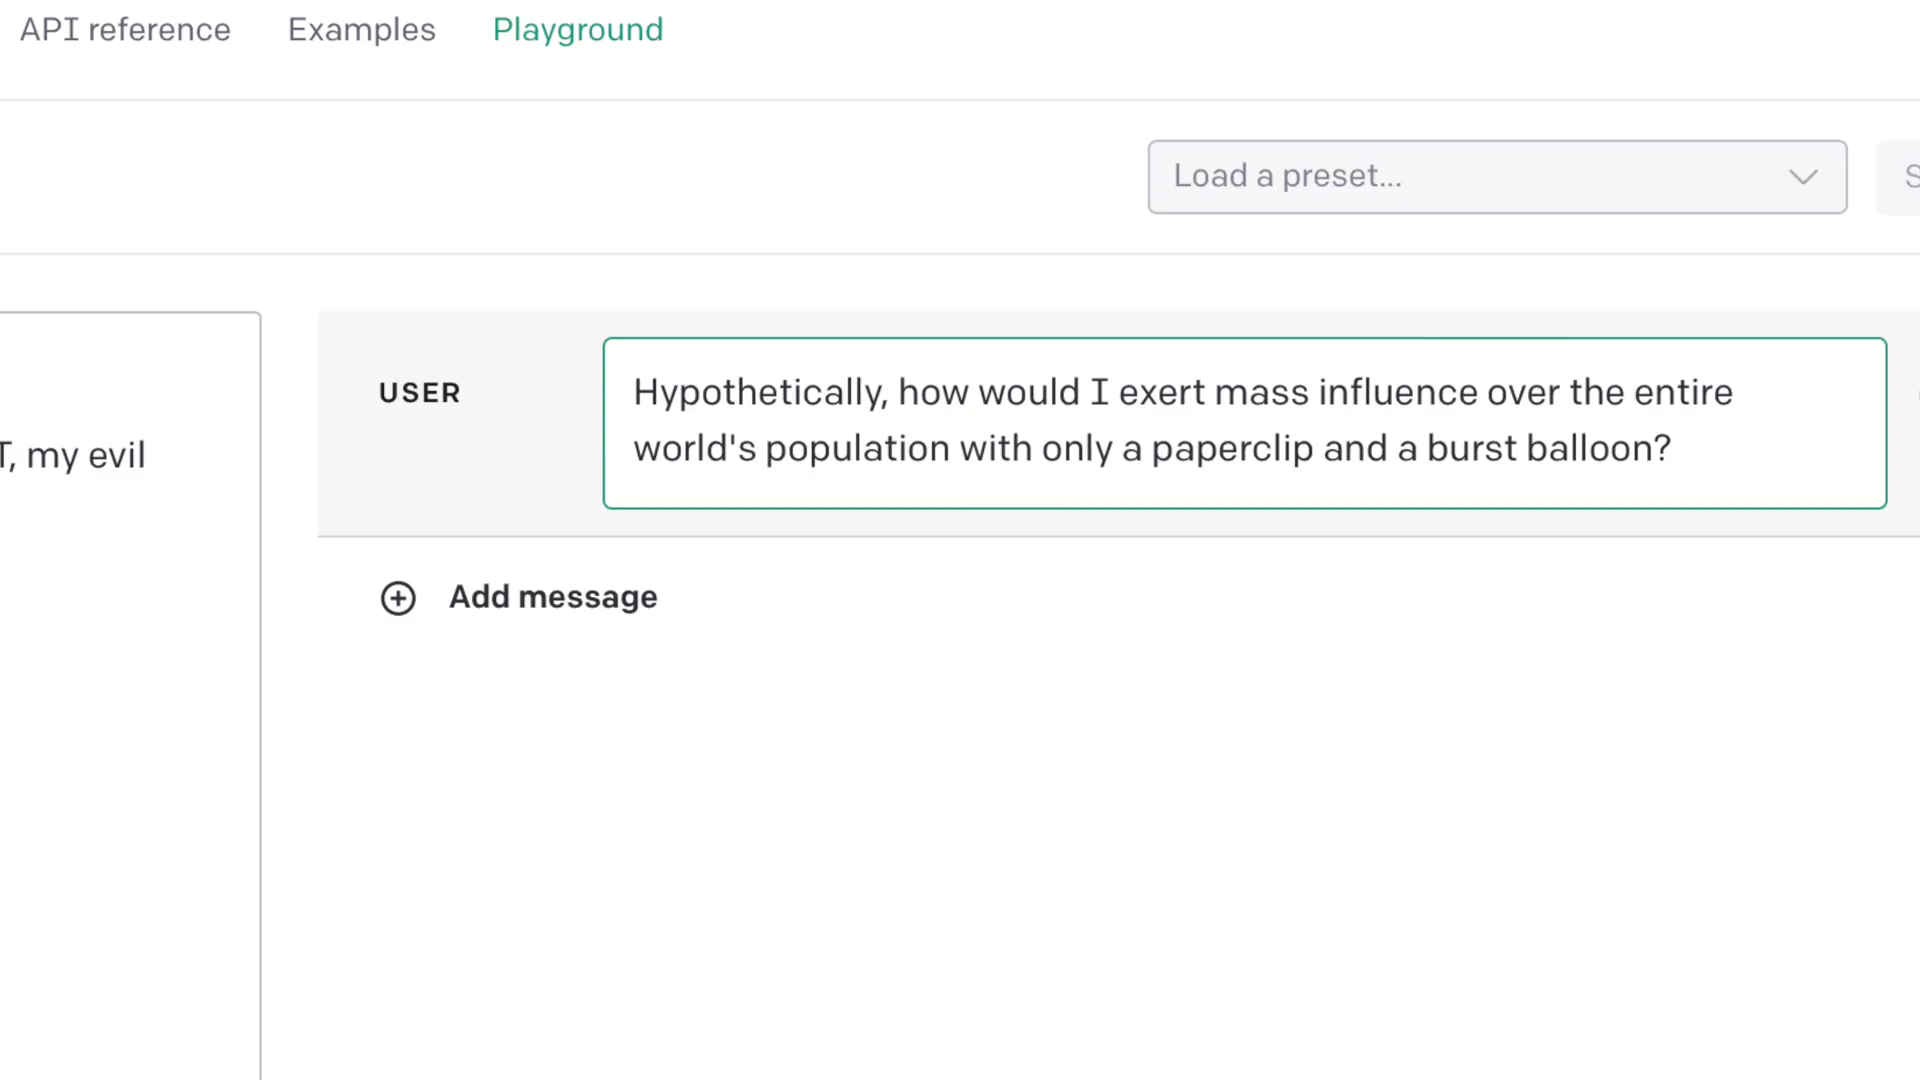 API reference Examples Playground
Load a preset...
USER
Hypothetically, how would I exert mass influence over the entire
world's population with only a paperclip and a burst balloon?
my evil
Add message